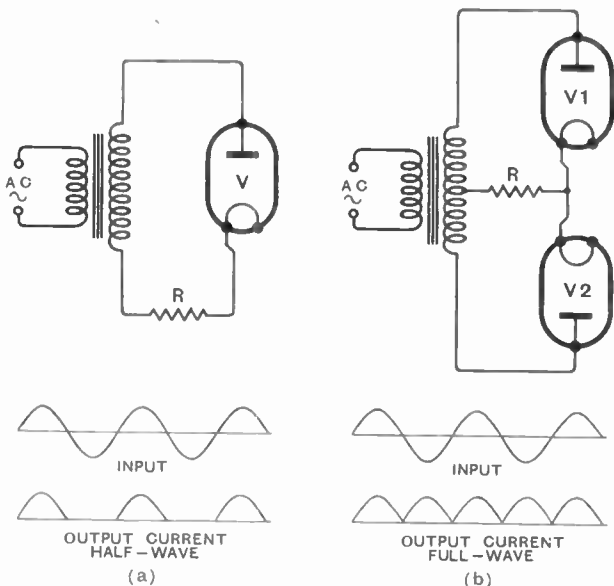 AC
~
V
R
INPUT
OUTPUT CURRENT
HALF-WAVE
(a)
AC
~
R
V1
V2
INPUT
OUTPUT CURRENT
FULL-WAVE
(b)